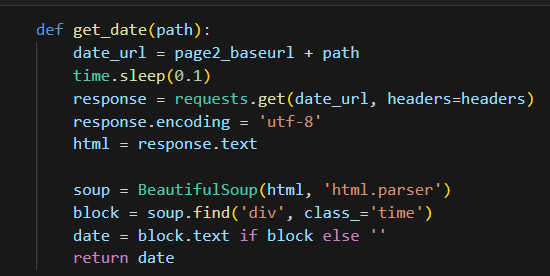 def get_date(path):
    date_url = page2_baseurl + path
    time.sleep(0.1)
    response = requests.get(date_url, headers=headers)
    response.encoding = 'utf-8'
    html = response.text

    soup = BeautifulSoup(html, 'html.parser')
    block = soup.find('div', class_='time')
    date = block.text if block else ''
    return date